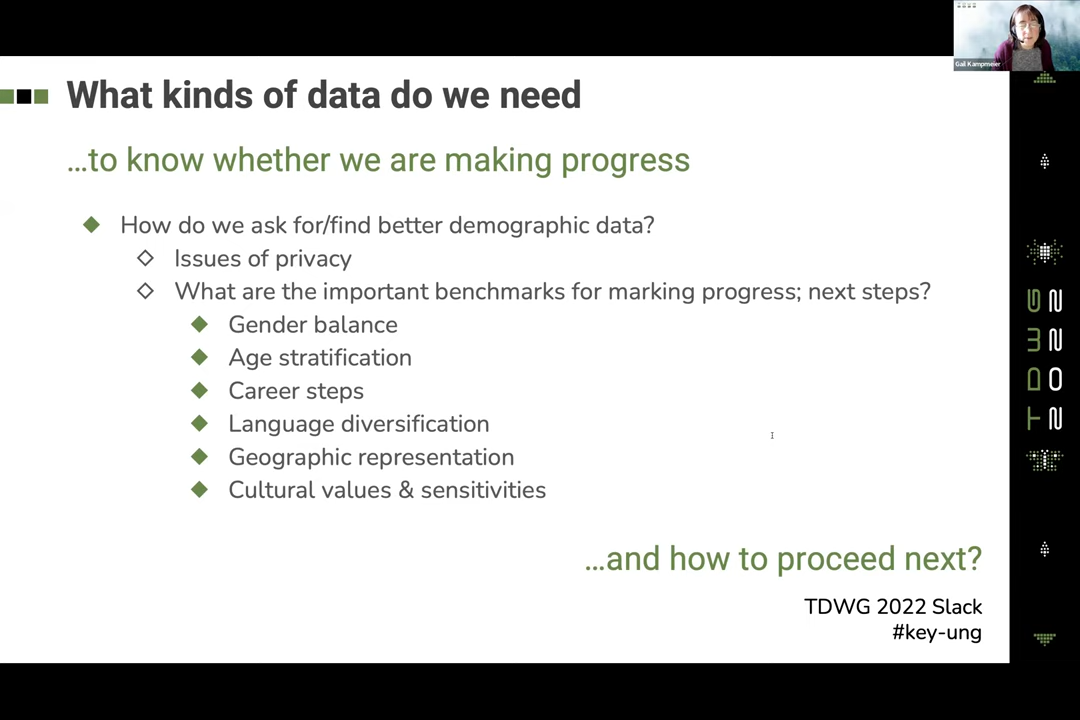 Gail Kampmeier
What kinds of data do we need
...to know whether we are making progress
How do we ask for/find better demographic data?
Issues of privacy
What are the important benchmarks for marking progress; next steps?
Gender balance
Age stratification
Career steps
Language diversification
Geographic representation
Cultural values & sensitivities
...and how to proceed next?
TDWG 2022 Slack
#key-ung
TDWG
2022